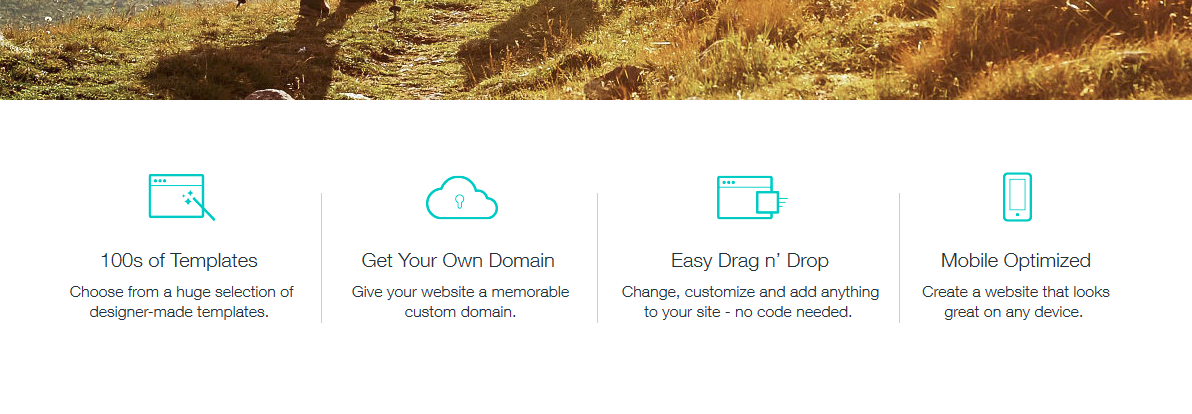 100s of Templates
Choose from a huge selection of
designer-made templates.
Get Your Own Domain
Give your website a memorable
custom domain.
Easy Drag n’ Drop
Change, customize and add anything
to your site - no code needed.
Mobile Optimized
Create a website that looks
great on any device.